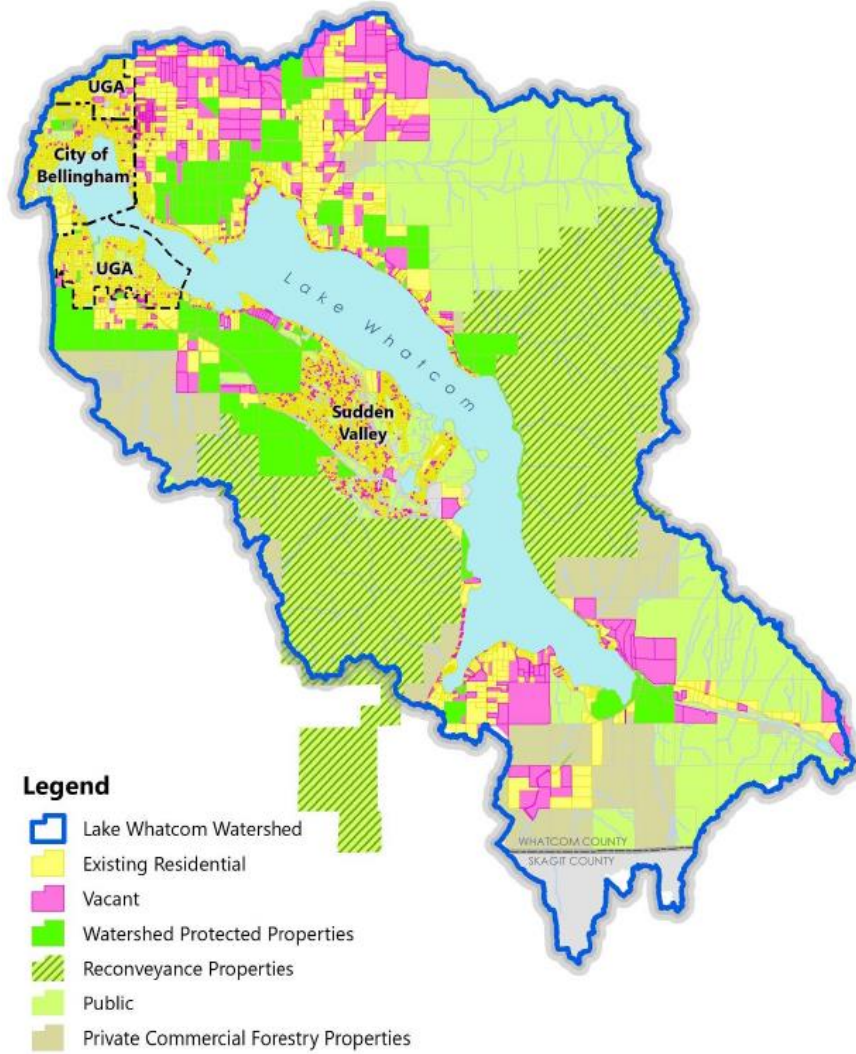 UGA
City of
Bellingham
UGA
Lake Whatcom
Sudden
Valley
WHATCOM COUNTY
SKAGIT COUNTY
Legend
Lake Whatcom Watershed
Existing Residential
Vacant
Watershed Protected Properties
Reconveyance Properties
Public
Private Commercial Forestry Properties